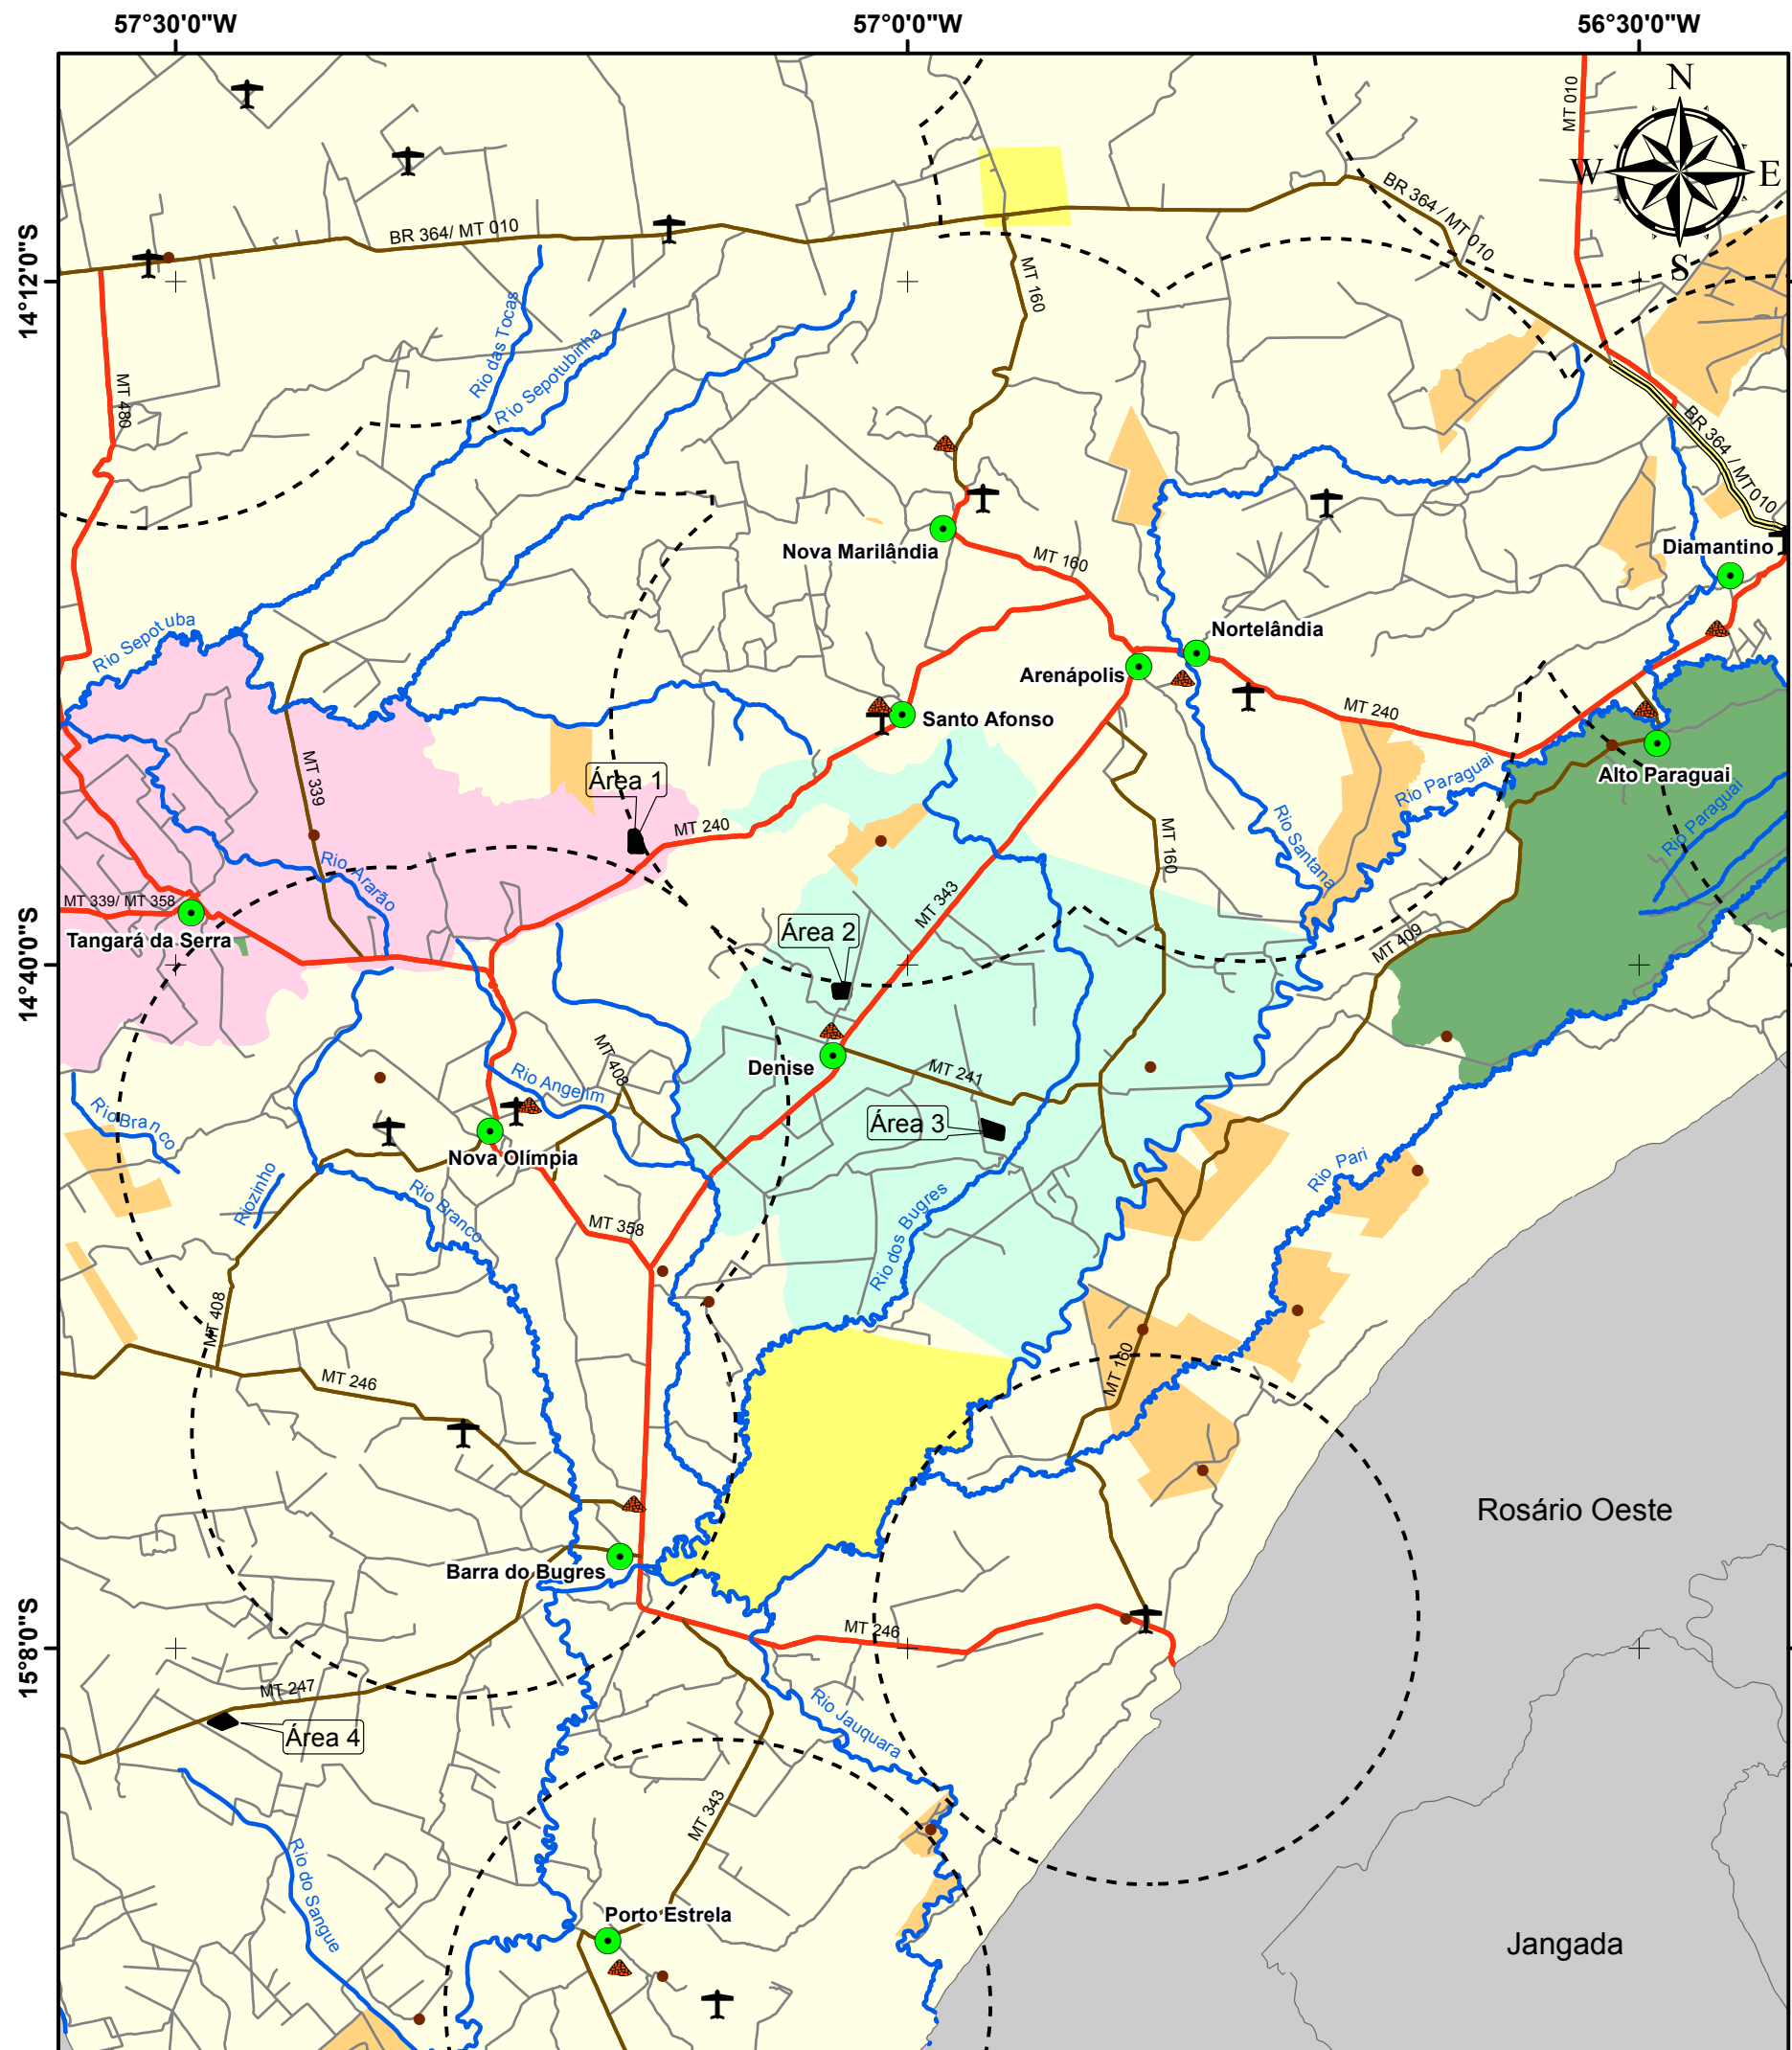 57°30'0"W
57°0'0"W
56°30'0"W
N
W
E
S
MT 010
BR 364 / MT 010
BR 364/ MT 010
14°12'0"S
MT 160
Rio das Tocas
Rio Sepotubinha
MT 480
BR 364 / MT 010
Nova Marilândia
MT 160
Diamantino
Rio Sepotuba
Nortelândia
Arenápolis
Santo Afonso
MT 240
Alto Paraguai
MT 339
Área 1
Rio Paraguai
Rio Paraguai
MT 240
MT 160
Rio Santana
Rio Ararão
MT 339/ MT 358
MT 343
Tangará da Serra
Área 2
MT 409
14°40'0"S
MT 408
Denise
MT 241
Rio Angelim
Rio Branco
Área 3
Nova Olímpia
Rio Pari
Riozinho
Rio Branco
MT 358
Rio dos Bugres
MT 408
MT 246
MT 160
Rosário Oeste
Barra do Bugres
MT 246
15°8'0"S
MT 247
Área 4
Rio Jauquara
MT 343
Rio do Sangue
Porto Estrela
Jangada